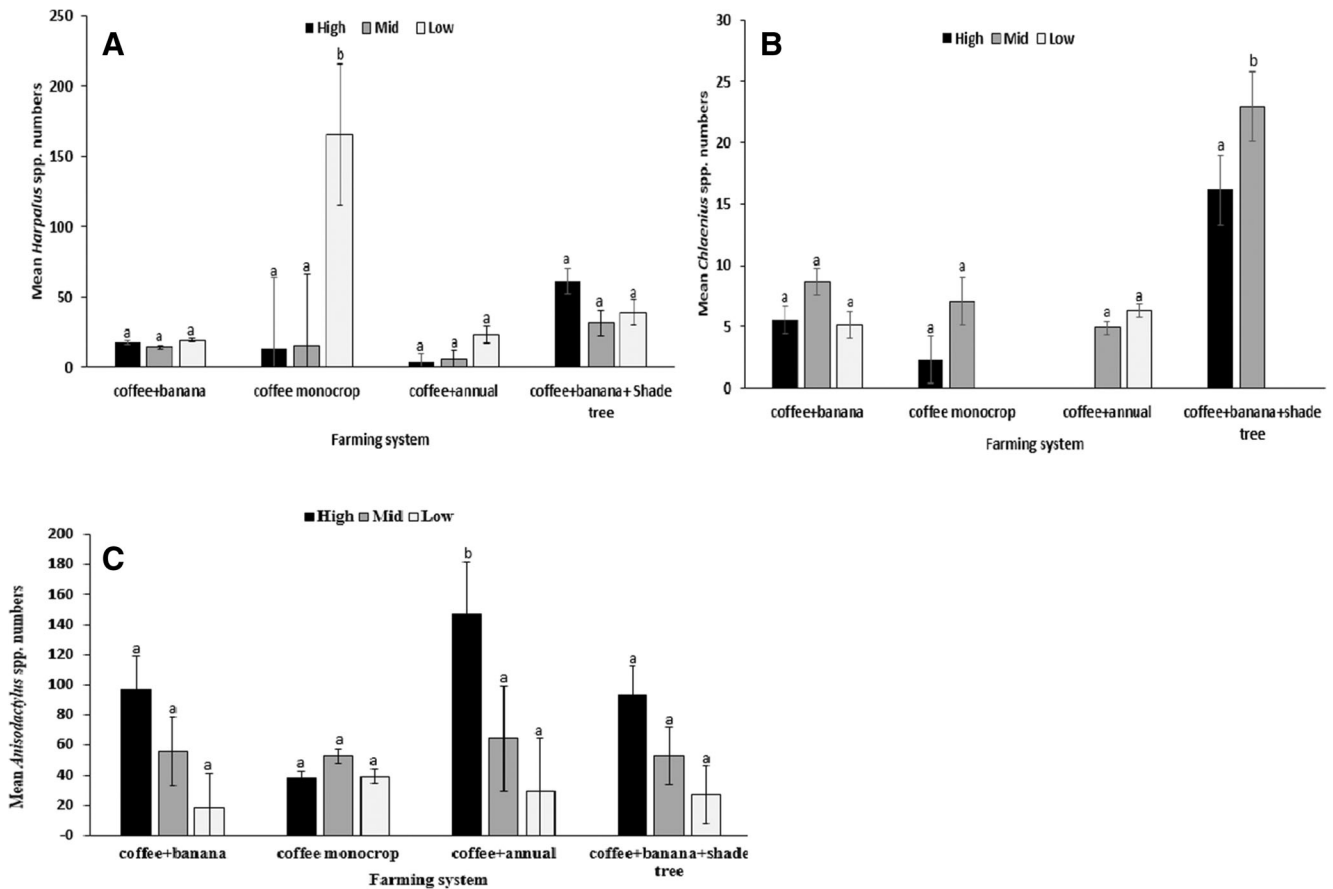 A
High Mid Low
Mean Harpalus spp. numbers
250
200
150
100
50
0
a
a
a
a
a
b
a
a
a
a
a
a
coffee+banana
coffee monocrop
coffee+annual
coffee+banana+Shade
tree
Farming system
B
High Mid Low
Mean Chlaenius spp. numbers
30
25
20
15
10
5
0
a
a
a
a
a
a
a
a
b
coffee+banana
coffee monocrop
coffee+annual
coffee+banana+shade
tree
Farming system
C
High Mid Low
Mean Anisodactylus spp. numbers
200
180
160
140
120
100
80
60
40
20
-0
a
a
a
a
a
a
b
a
a
a
a
a
coffee+banana
coffee monocrop
coffee+annual
coffee+banana+shade
tree
Farming system